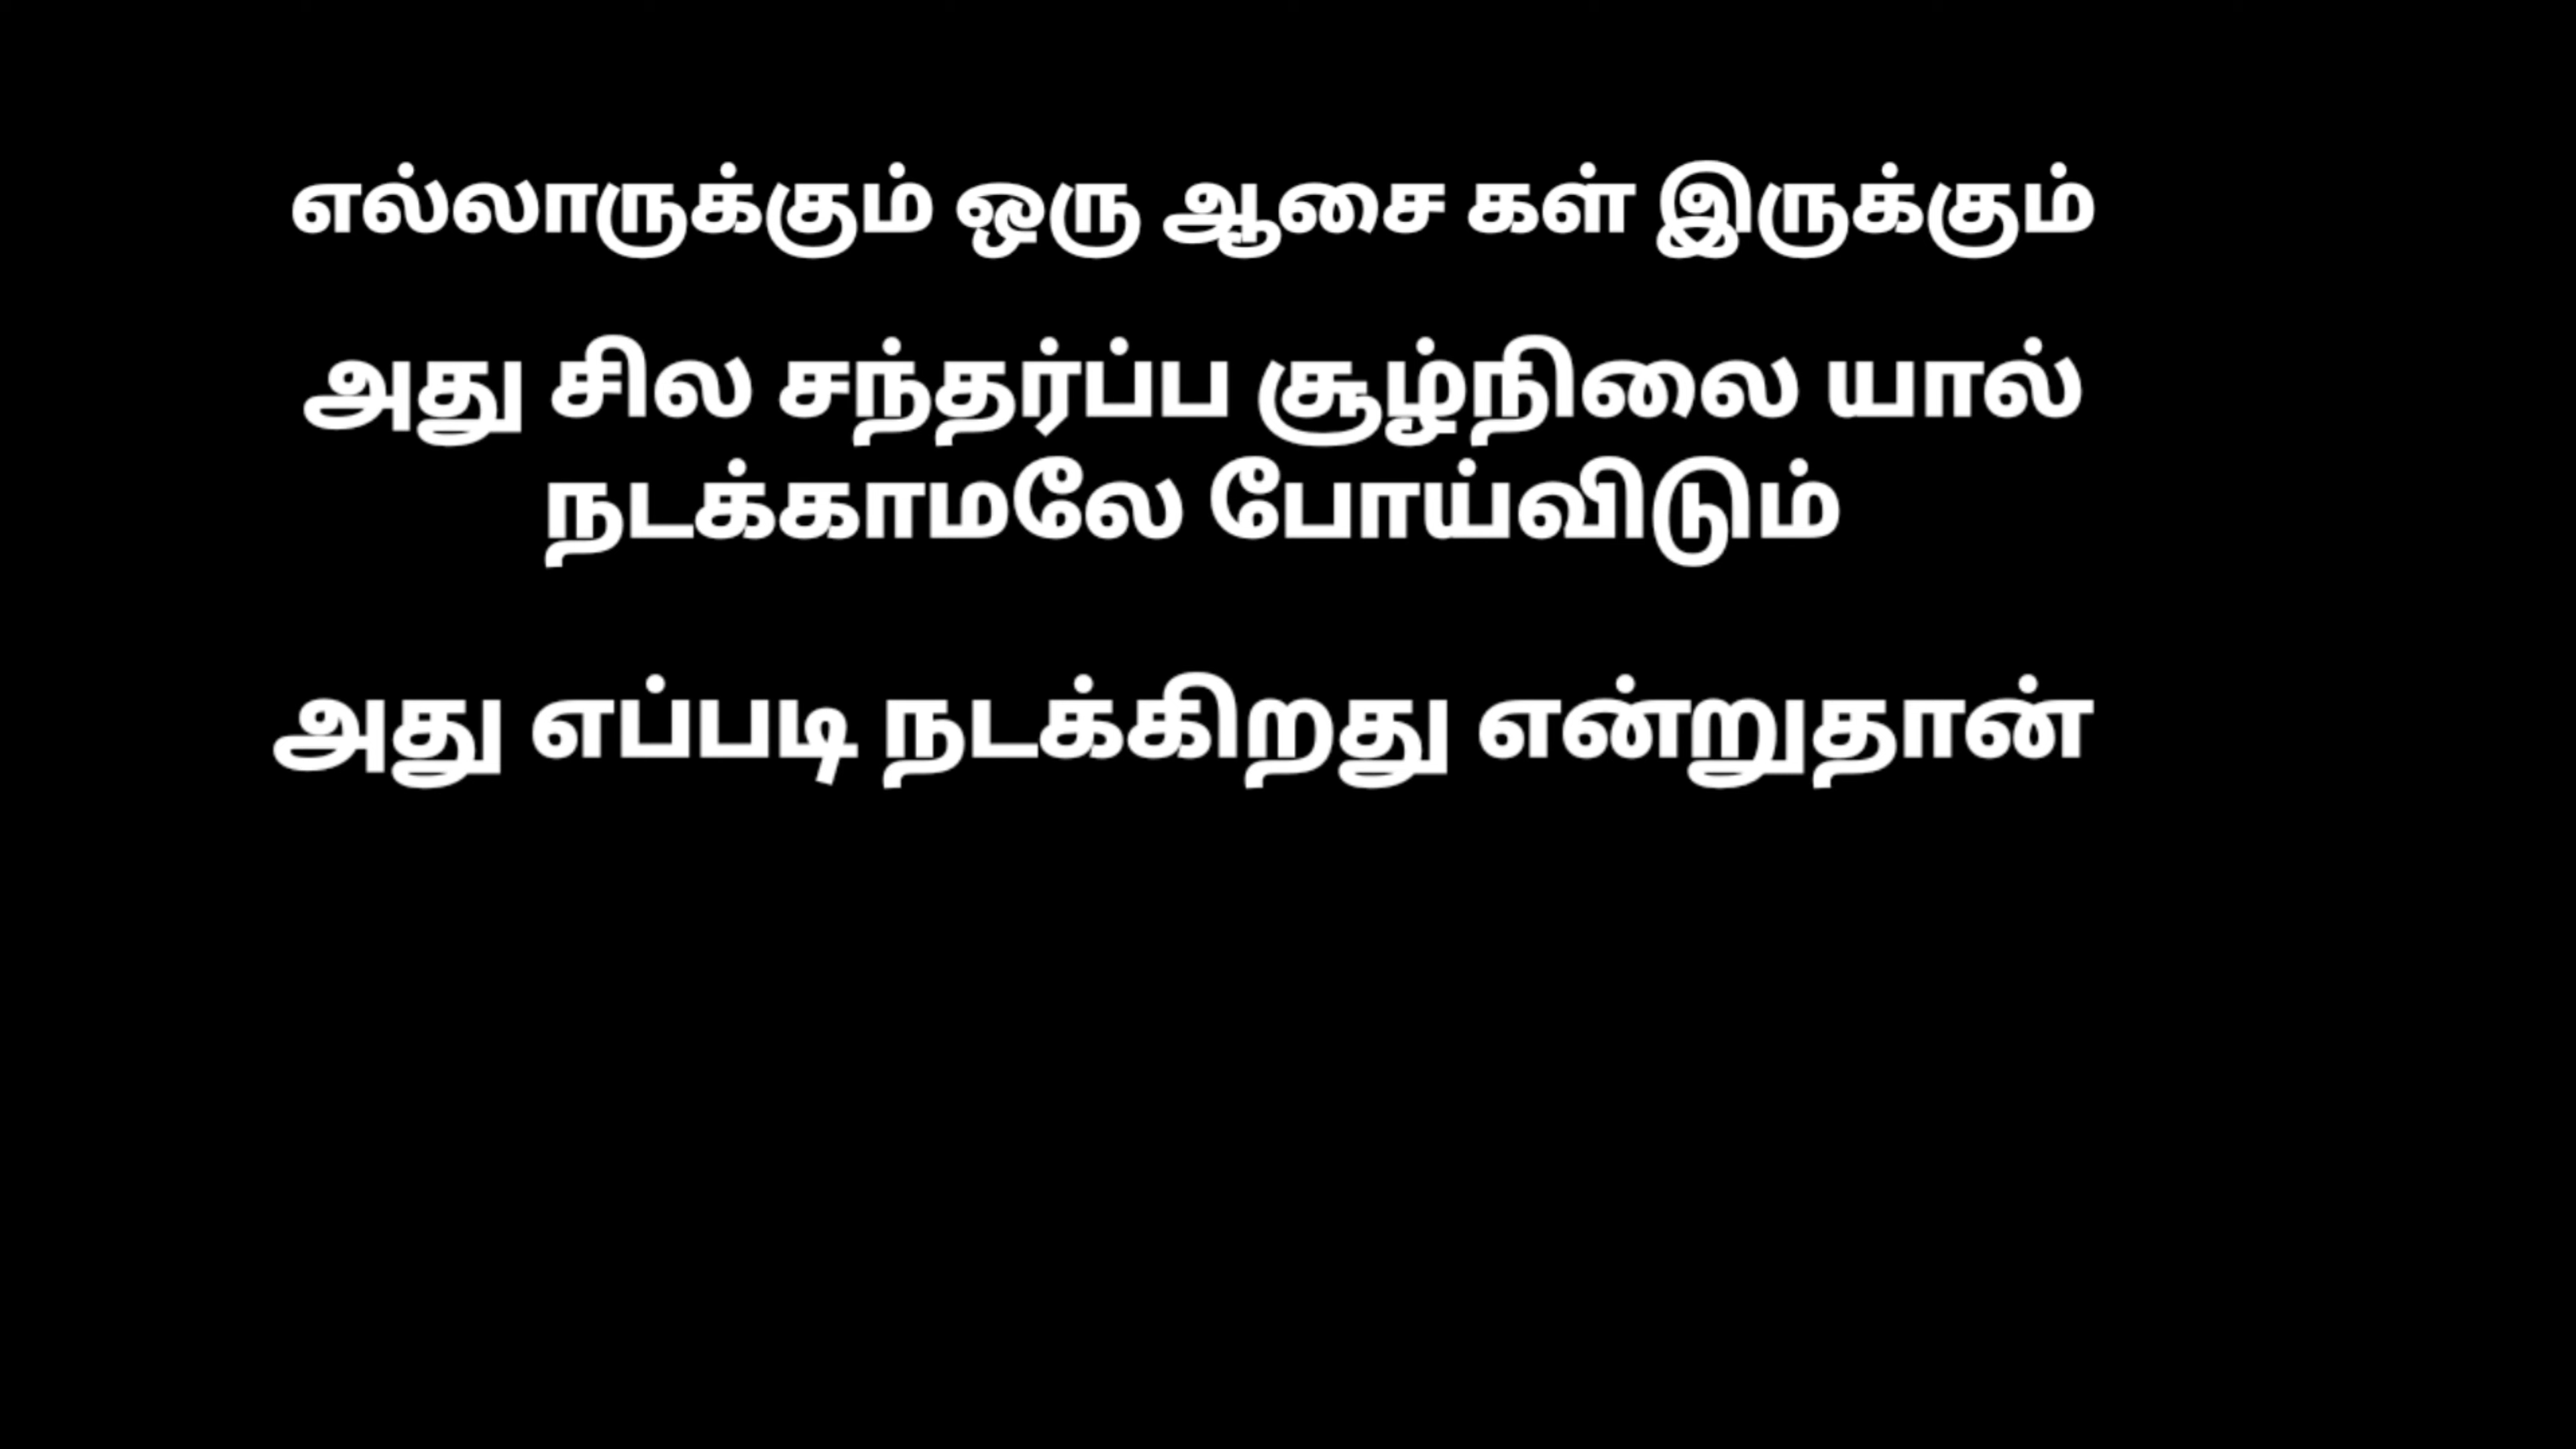 எல்லாருக்கும் ஒரு ஆசை கள் இருக்கும்
அது சில சந்தர்ப்ப சூழ்நிலை யால்
நடக்காமலே போய்விடும்
அது எப்படி நடக்கிறது என்றுதான்